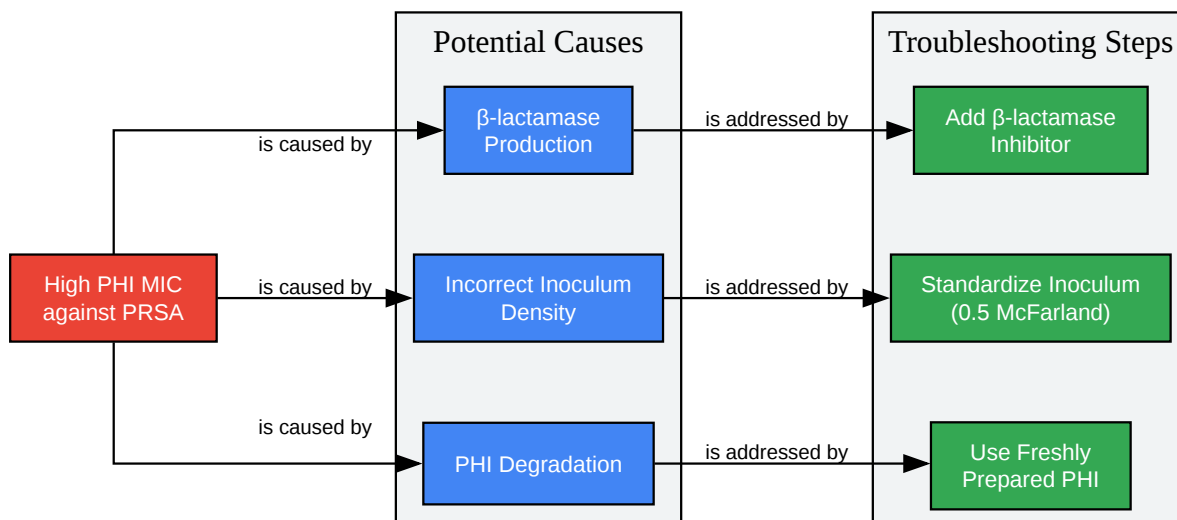 Potential Causes
Troubleshooting Steps
β-lactamase
Production
is addressed by
Add β-lactamase
Inhibitor
is caused by
High PHI MIC
against PRSA
is caused by
Incorrect Inoculum
Density
is addressed by
Standardize Inoculum
(0.5 McFarland)
is caused by
PHI Degradation
is addressed by
Use Freshly
Prepared PHI